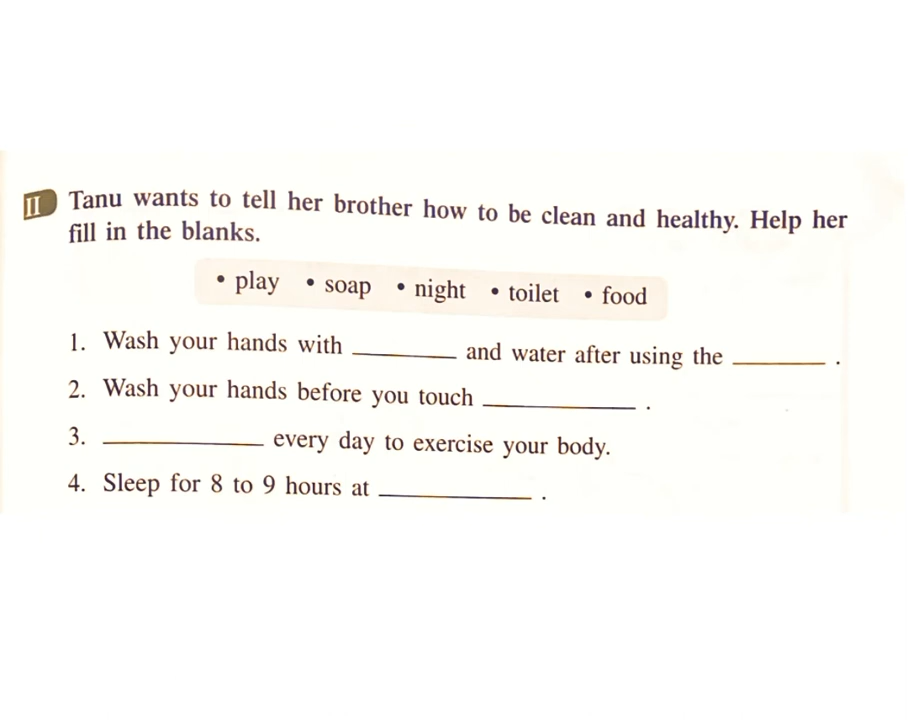 II Tanu wants to tell her brother how to be clean and healthy. Help her
fill in the blanks.
• play • soap • night • toilet • food
1. Wash your hands with ________ and water after using the ________ .
2. Wash your hands before you touch ____________ .
3. ____________ every day to exercise your body.
4. Sleep for 8 to 9 hours at ____________ .